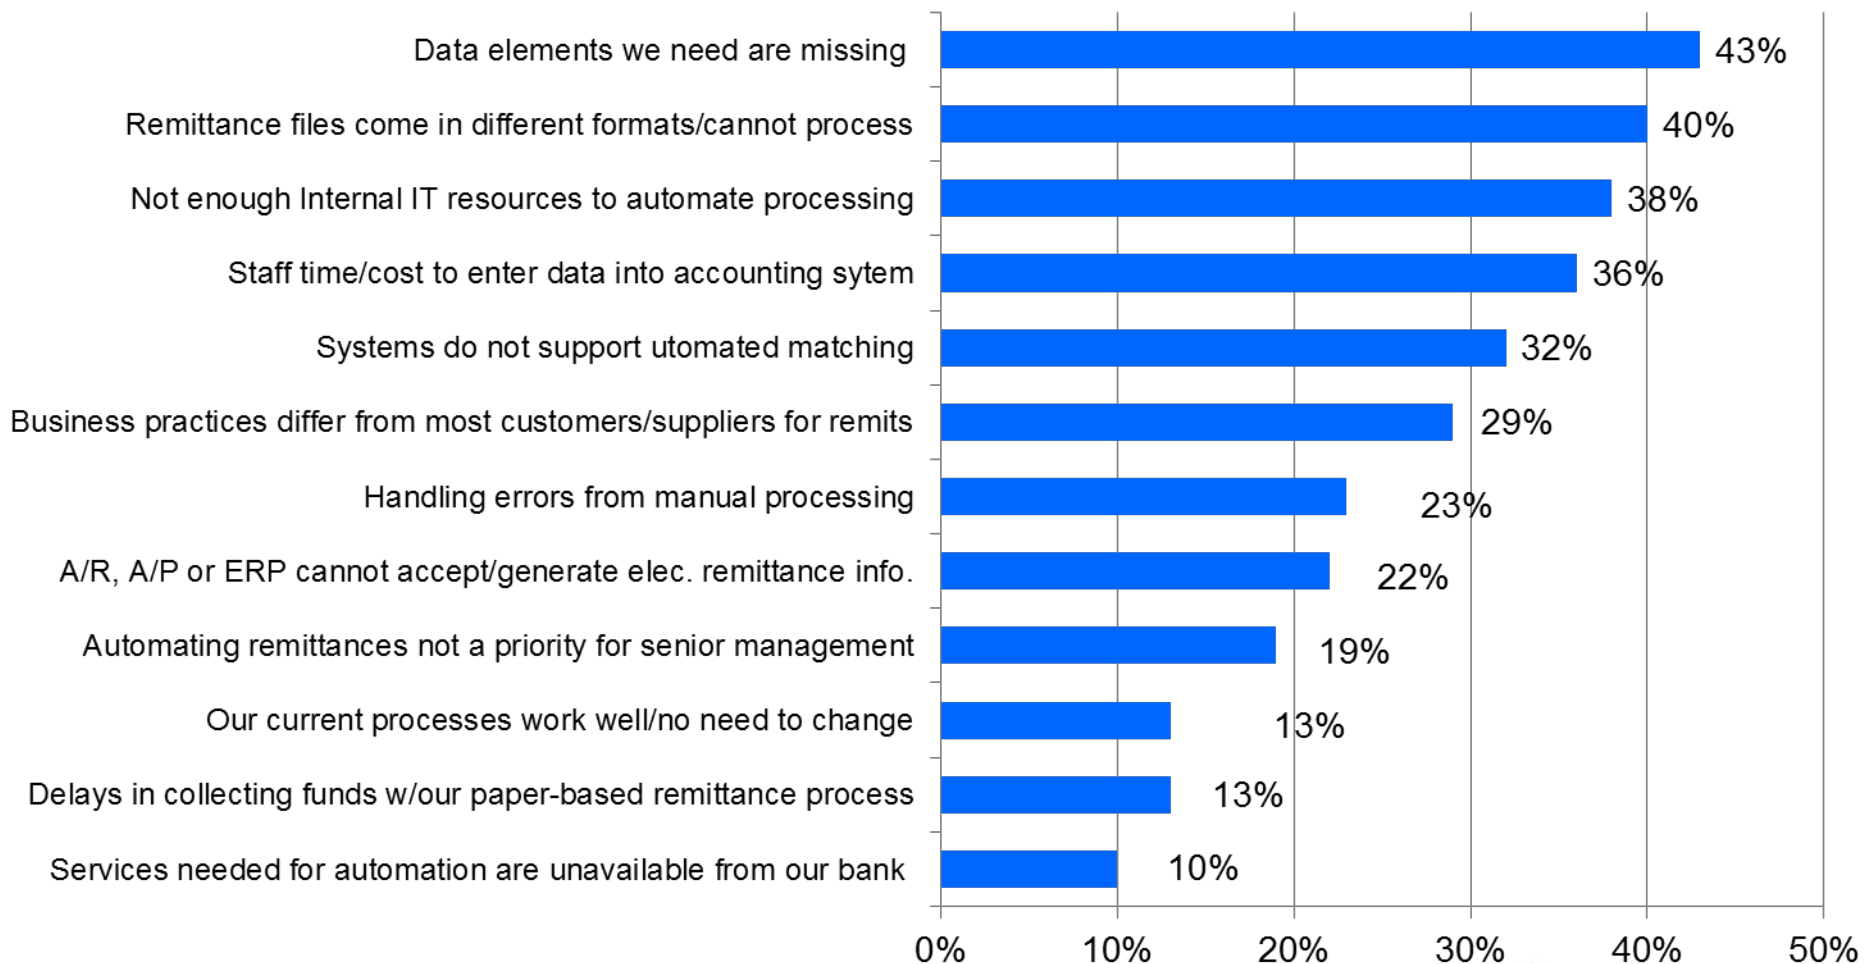 Data elements we need are missing 43%
Remittance files come in different formats/cannot process 40%
Not enough Internal IT resources to automate processing 38%
Staff time/cost to enter data into accounting sytem 36%
Systems do not support utomated matching 32%
Business practices differ from most customers/suppliers for remits 29%
Handling errors from manual processing 23%
A/R, A/P or ERP cannot accept/generate elec. remittance info. 22%
Automating remittances not a priority for senior management 19%
Our current processes work well/no need to change 13%
Delays in collecting funds w/our paper-based remittance process 13%
Services needed for automation are unavailable from our bank 10%
0% 10% 20% 30% 40% 50%